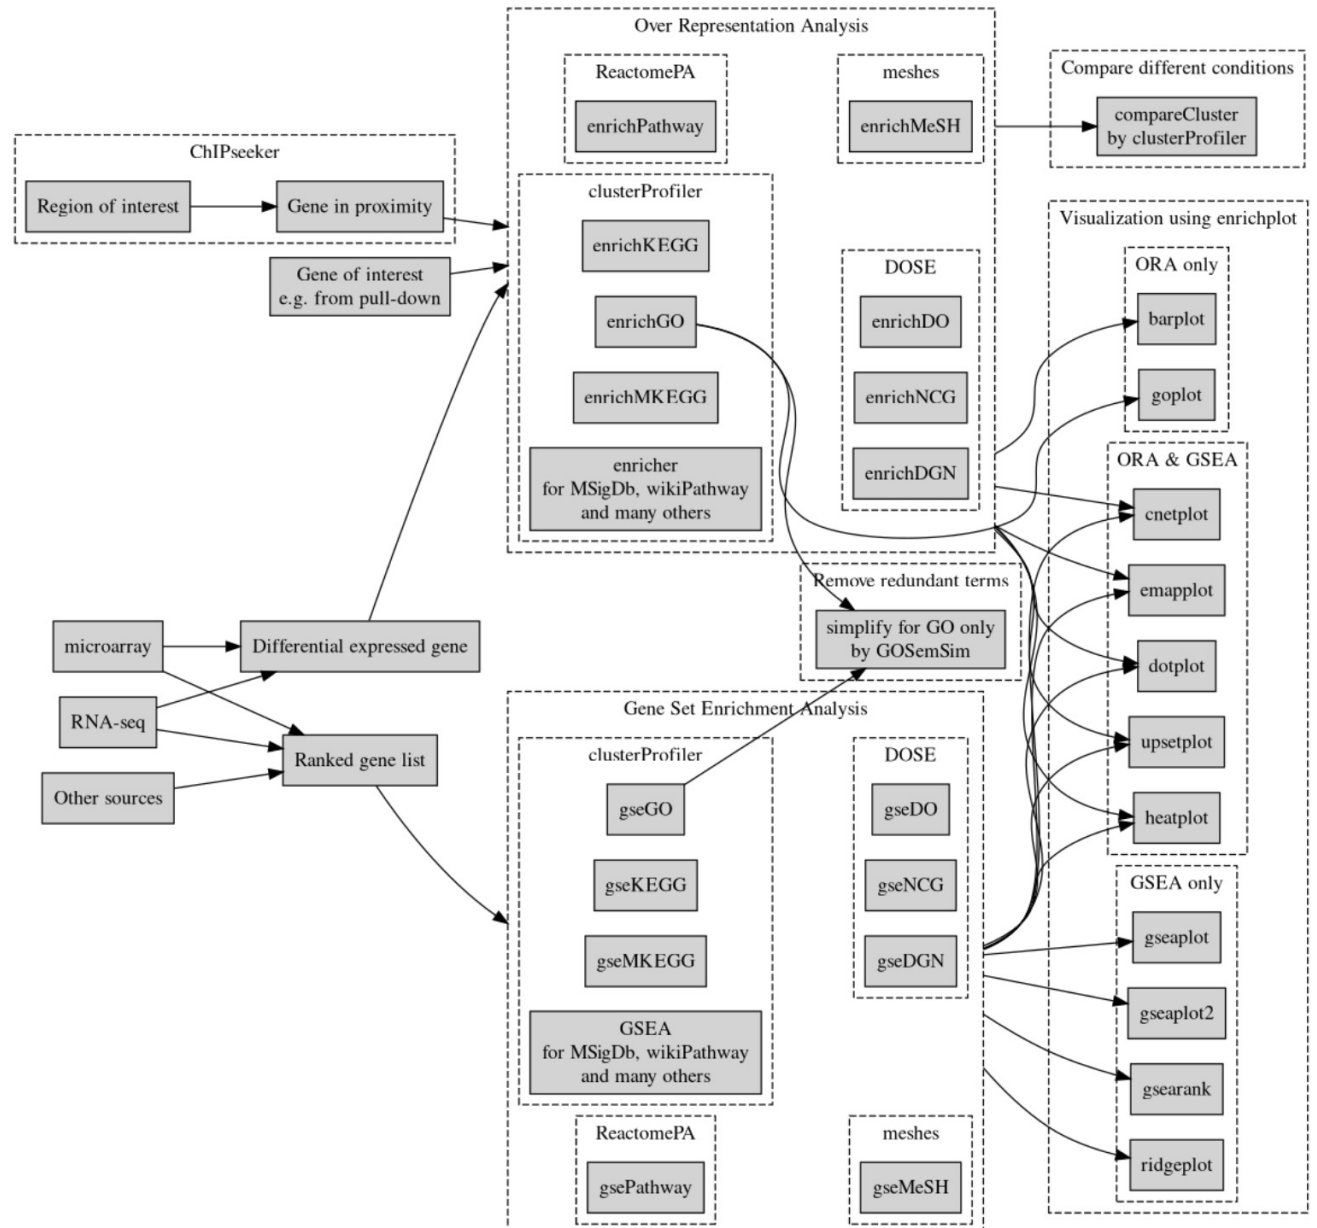 Over Representation Analysis
ReactomePA
enrichPathway
meshes
enrichMeSH
Compare different conditions
compareCluster
by clusterProfiler
ChIPseeker
Region of interest
Gene in proximity
Gene of interest
e.g. from pull-down
clusterProfiler
enrichKEGG
enrichGO
enrichMKEGG
enricher
for MSigDb, wikiPathway
and many others
DOSE
enrichDO
enrichNCG
enrichDGN
Visualization using enrichplot
ORA only
barplot
goplot
ORA & GSEA
cnetplot
emapplot
dotplot
upsetplot
heatplot
GSEA only
gseaplot
gseaplot2
gsearank
ridgeplot
Remove redundant terms
simplify for GO only
by GOSemSim
microarray
RNA-seq
Other sources
Differential expressed gene
Ranked gene list
Gene Set Enrichment Analysis
clusterProfiler
gseGO
gseKEGG
gseMKEGG
GSEA
for MSigDb, wikiPathway
and many others
DOSE
gseDO
gseNCG
gseDGN
ReactomePA
gsePathway
meshes
gseMeSH